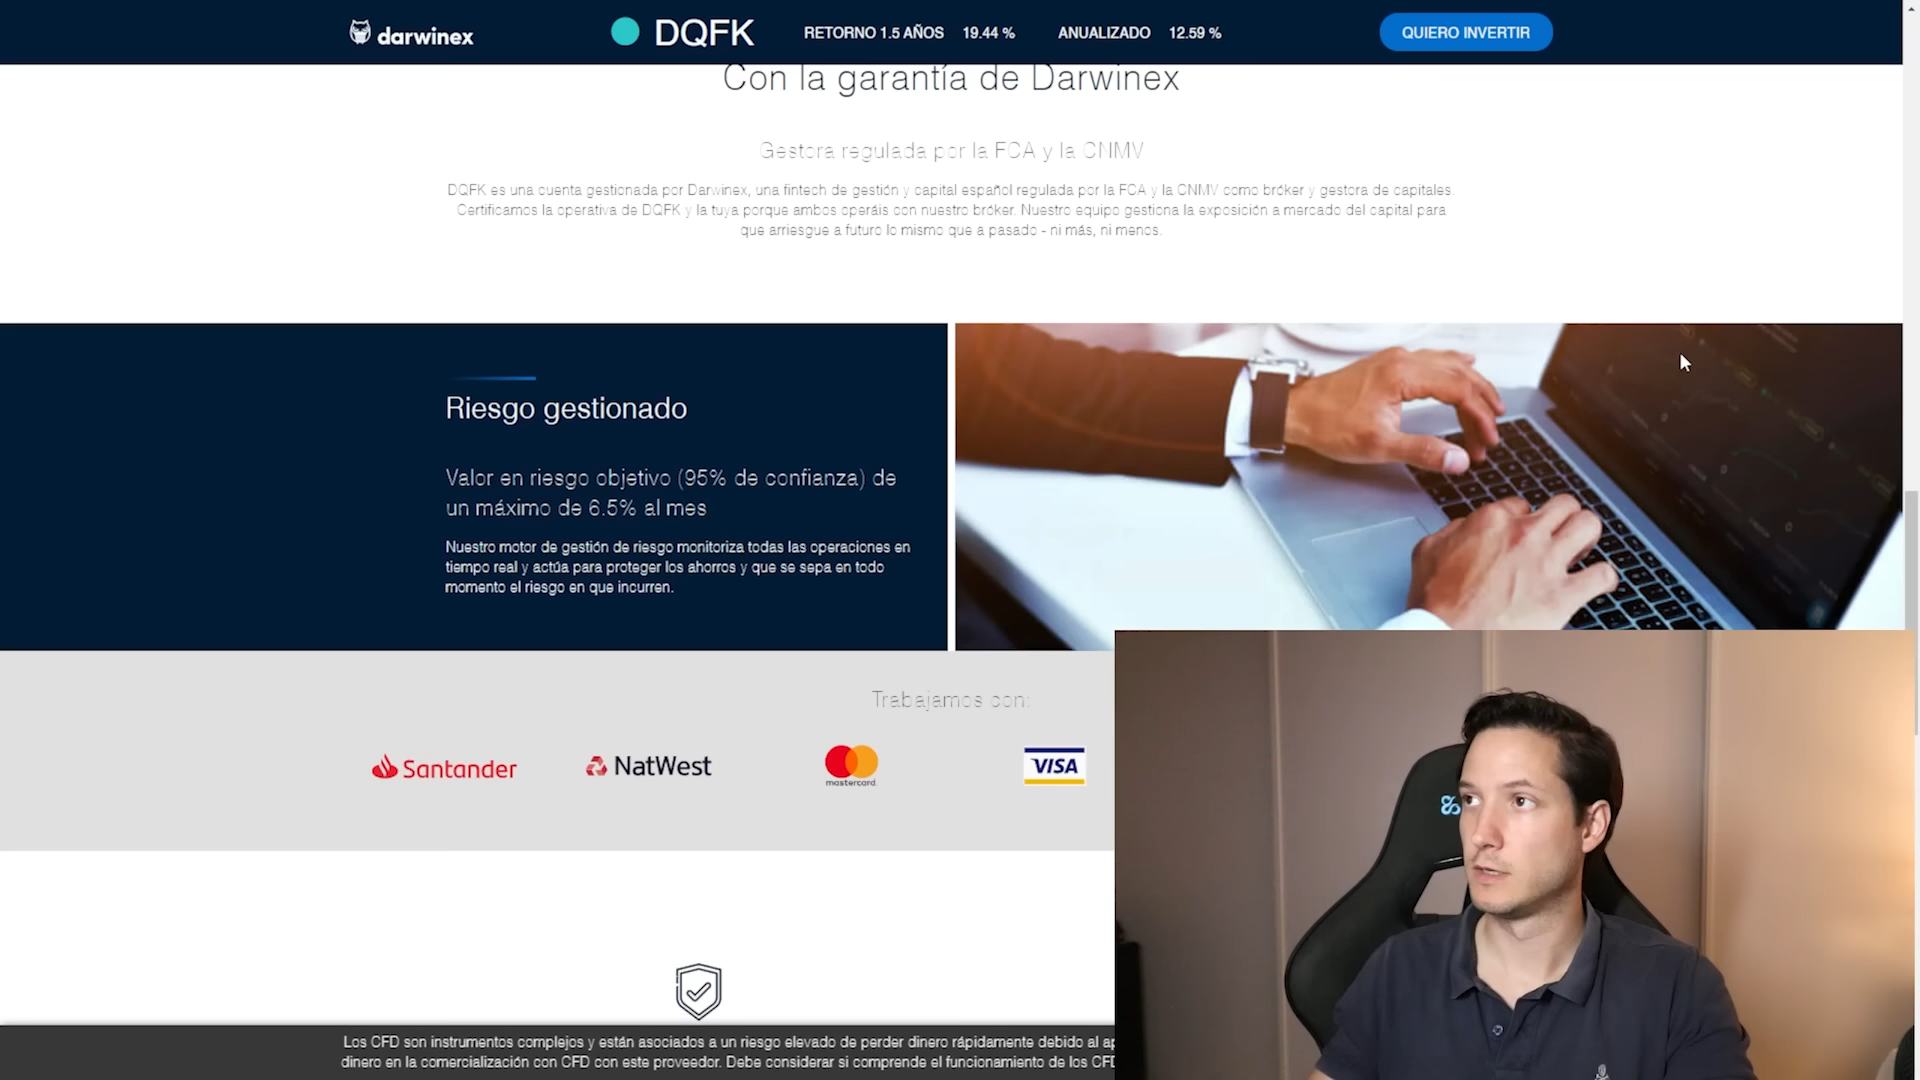 darwinex
DQFK
RETORNO 1.5 AÑOS 19.44 %
ANUALIZADO 12.59 %
QUIERO INVERTIR
Con la garantía de Darwinex
Gestora regulada por la FCA y la CNMV
DQFK es una cuenta gestionada por Darwinex, una fintech de gestión y capital español regulada por la FCA y la CNMV como bróker y gestora de capitales.
Certificamos la operativa de DQFK y la tuya porque ambos operáis con nuestro bróker. Nuestro equipo gestiona la exposición a mercado del capital para
que arriesgue a futuro lo mismo que a pasado - ni más, ni menos.
Riesgo gestionado
Valor en riesgo objetivo (95% de confianza) de
un máximo de 6.5% al mes
Nuestro motor de gestión de riesgo monitoriza todas las operaciones en
tiempo real y actúa para proteger los ahorros y que se sepa en todo
momento el riesgo en que incurren.
Trabajamos con:
Santander
NatWest
mastercard
VISA
Los CFD son instrumentos complejos y están asociados a un riesgo elevado de perder dinero rápidamente debido al
dinero en la comercialización con CFD con este proveedor. Debe considerar si comprende el funcionamiento de los